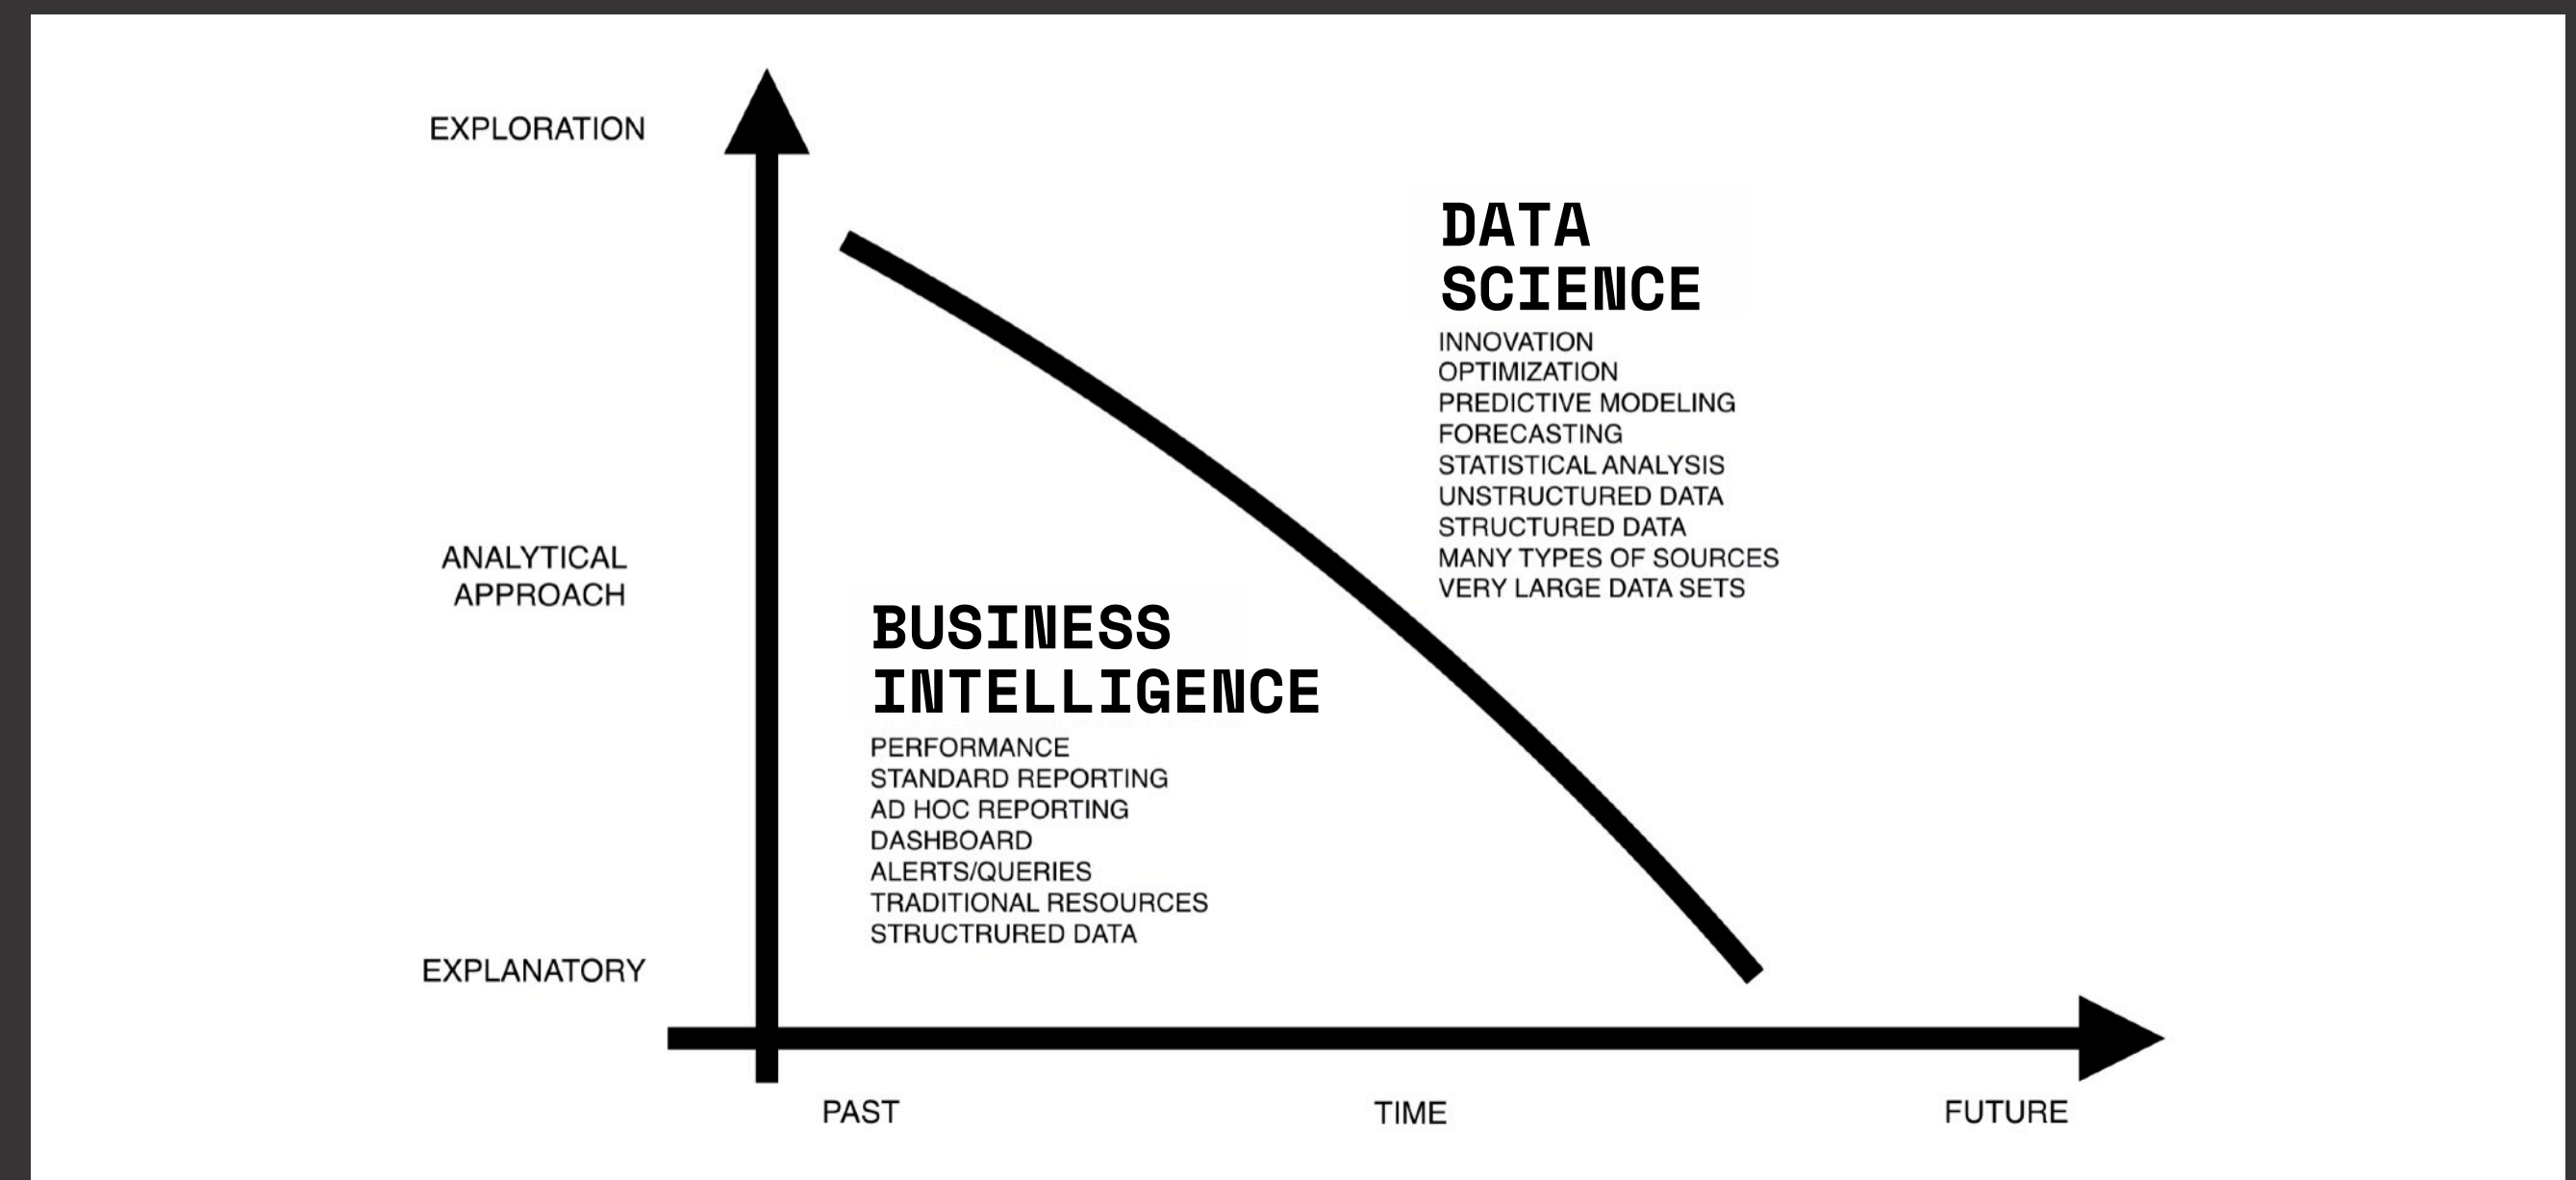 EXPLORATION
DATA
SCIENCE
INNOVATION
OPTIMIZATION
PREDICTIVE MODELING
FORECASTING
STATISTICAL ANALYSIS
UNSTRUCTURED DATA
STRUCTURED DATA
MANY TYPES OF SOURCES
VERY LARGE DATA SETS
ANALYTICAL
APPROACH
BUSINESS
INTELLIGENCE
PERFORMANCE
STANDARD REPORTING
AD HOC REPORTING
DASHBOARD
ALERTS/QUERIES
TRADITIONAL RESOURCES
STRUCTRURED DATA
EXPLANATORY
PAST
TIME
FUTURE